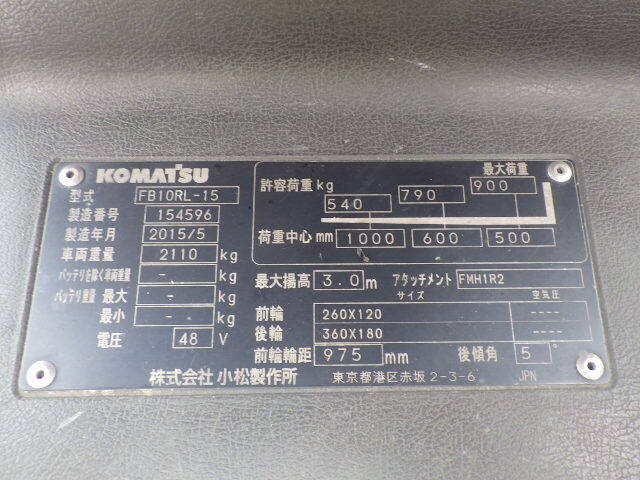 KOMATSU
型式 FB10RL-15
製造番号 154596
製造年月 2015/5
車両重量 2110 kg
バッテリを除く車両重量 - kg
バッテリ重量 最大 - kg
最小 - kg
電圧 48 V
最大荷重
許容荷重 kg 540 790 900
荷重中心 mm 1000 600 500
最大揚高 3.0 m アタッチメント FMH1R2
サイズ 空気圧
前輪 260X120 ----
後輪 360X180 ----
前輪輪距 975 mm 後傾角 5 °
株式会社 小松製作所 東京都港区赤坂 2-3-6 JPN